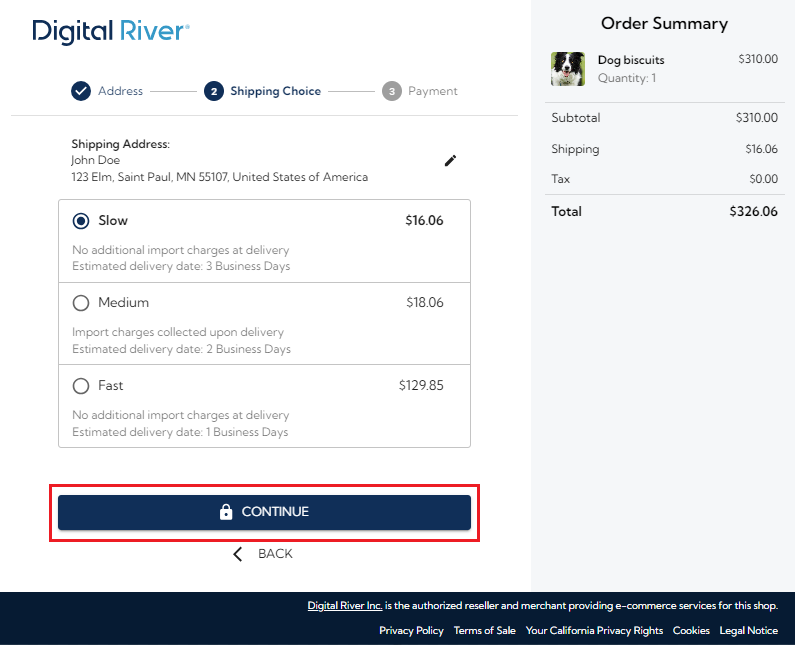 Digital River®
Address 2 Shipping Choice 3 Payment
Shipping Address:
John Doe
123 Elm, Saint Paul, MN 55107, United States of America
Slow $16.06
No additional import charges at delivery
Estimated delivery date: 3 Business Days
Medium $18.06
Import charges collected upon delivery
Estimated delivery date: 2 Business Days
Fast $129.85
No additional import charges at delivery
Estimated delivery date: 1 Business Days
CONTINUE
BACK
Order Summary
Dog biscuits $310.00
Quantity: 1
Subtotal $310.00
Shipping $16.06
Tax $0.00
Total $326.06
Digital River Inc. is the authorized reseller and merchant providing e-commerce services for this shop.
Privacy Policy Terms of Sale Your California Privacy Rights Cookies Legal Notice